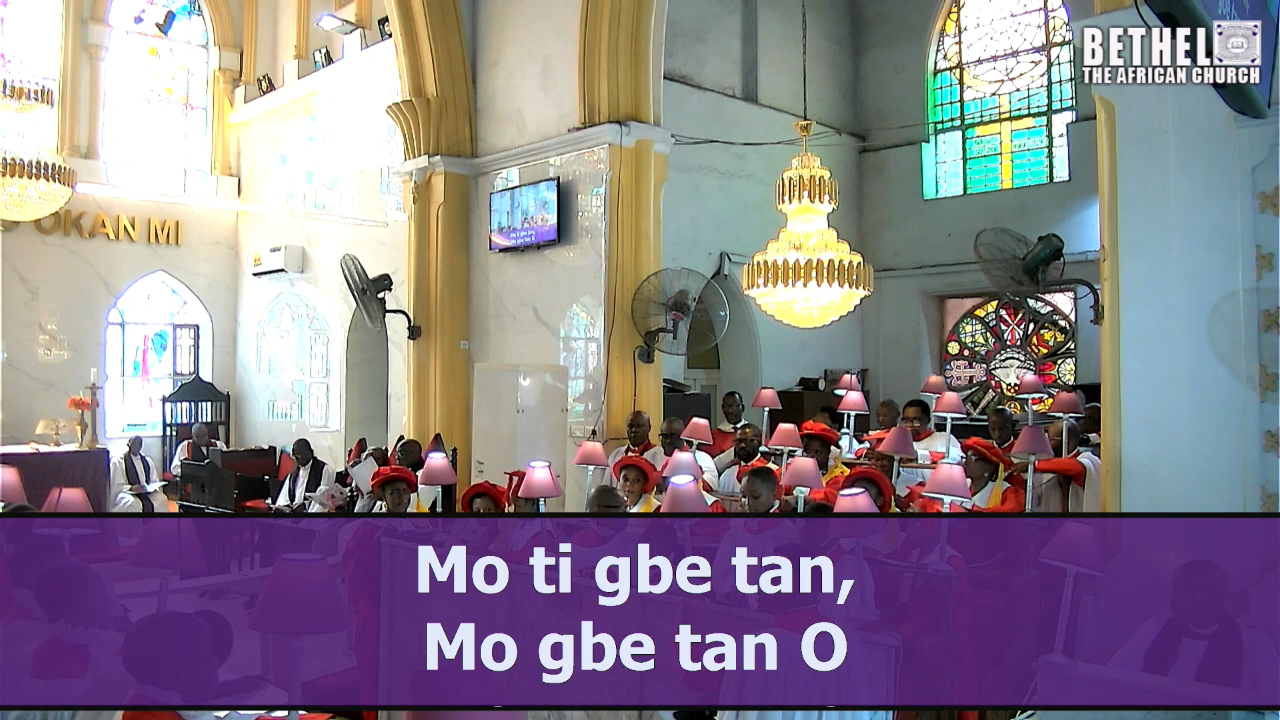 BETHEL
THE AFRICAN CHURCH
OKAN MI
Mo ti gbe tan,
Mo gbe tan O